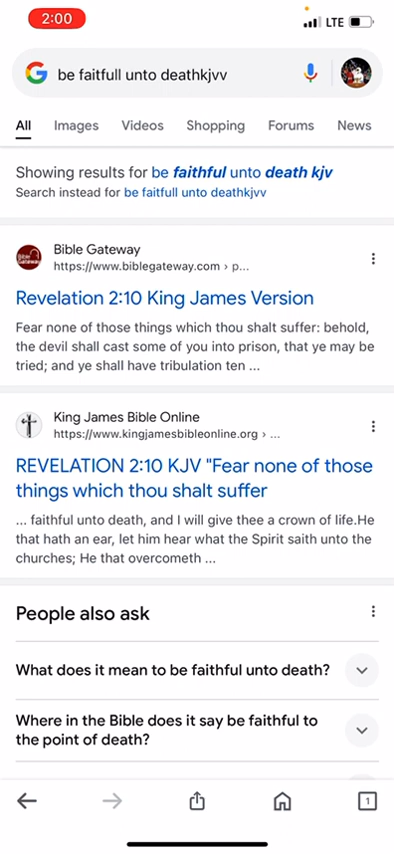 2:00
LTE
be faitfull unto deathkjvv
All Images Videos Shopping Forums News
Showing results for be faithful unto death kjv
Search instead for be faitfull unto deathkjvv
Bible Gateway
https://www.biblegateway.com › p...
Revelation 2:10 King James Version
Fear none of those things which thou shalt suffer: behold,
the devil shall cast some of you into prison, that ye may be
tried; and ye shall have tribulation ten ...
King James Bible Online
https://www.kingjamesbibleonline.org › ...
REVELATION 2:10 KJV "Fear none of those
things which thou shalt suffer
... faithful unto death, and I will give thee a crown of life.He
that hath an ear, let him hear what the Spirit saith unto the
churches; He that overcometh ...
People also ask
What does it mean to be faithful unto death?
Where in the Bible does it say be faithful to
the point of death?
1